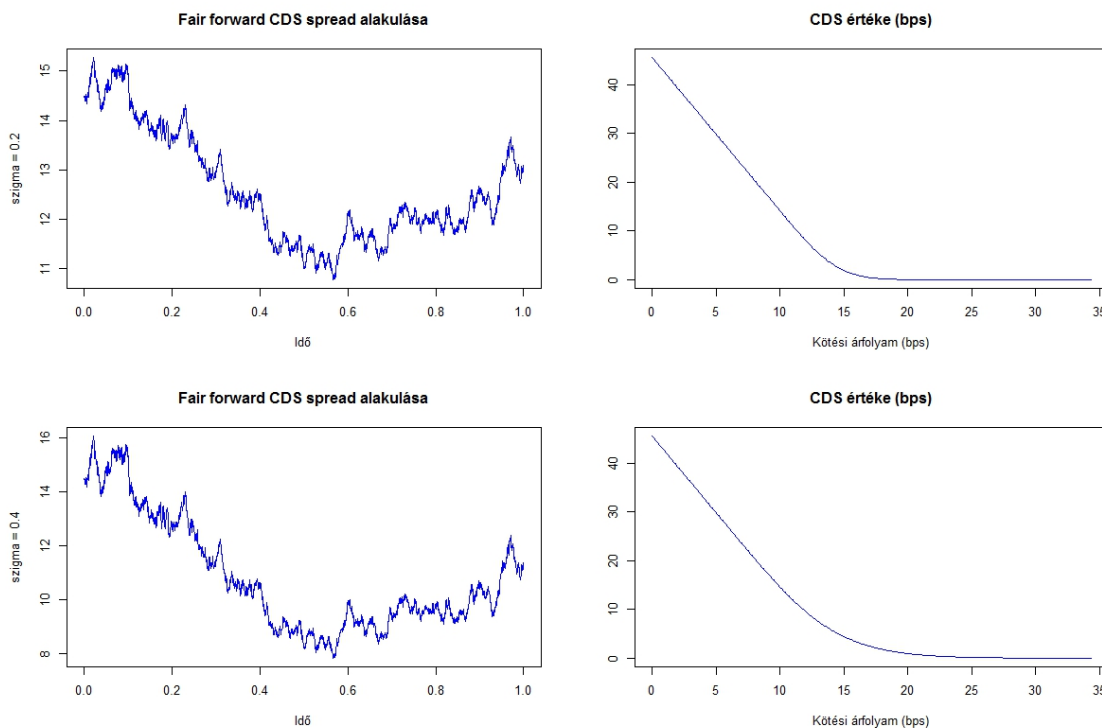 Fair forward CDS spread alakulása
szigma = 0.2
15
14
13
12
11
0.0 0.2 0.4 0.6 0.8 1.0
Idő
CDS értéke (bps)
40
30
20
10
0
0 5 10 15 20 25 30 35
Kötési árfolyam (bps)
Fair forward CDS spread alakulása
szigma = 0.4
16
14
12
10
8
0.0 0.2 0.4 0.6 0.8 1.0
Idő
CDS értéke (bps)
40
30
20
10
0
0 5 10 15 20 25 30 35
Kötési árfolyam (bps)